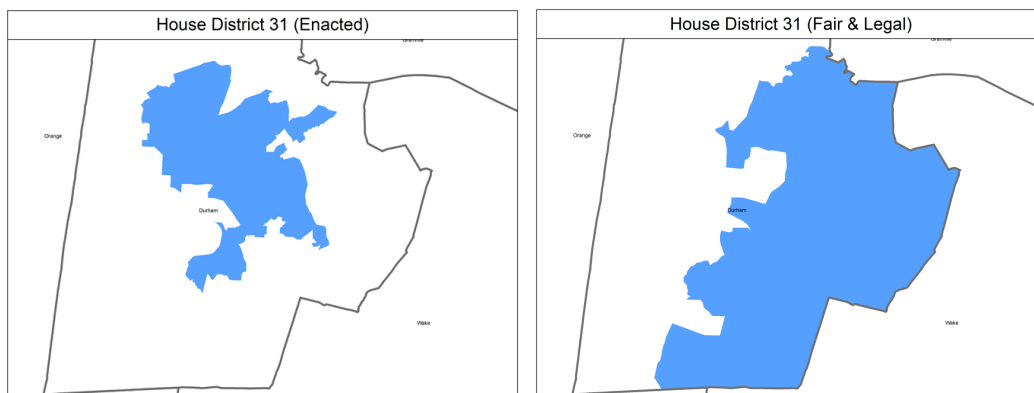 House District 31 (Enacted)
Orange
Durham
Wake
House District 31 (Fair & Legal)
Orange
Durham
Wake